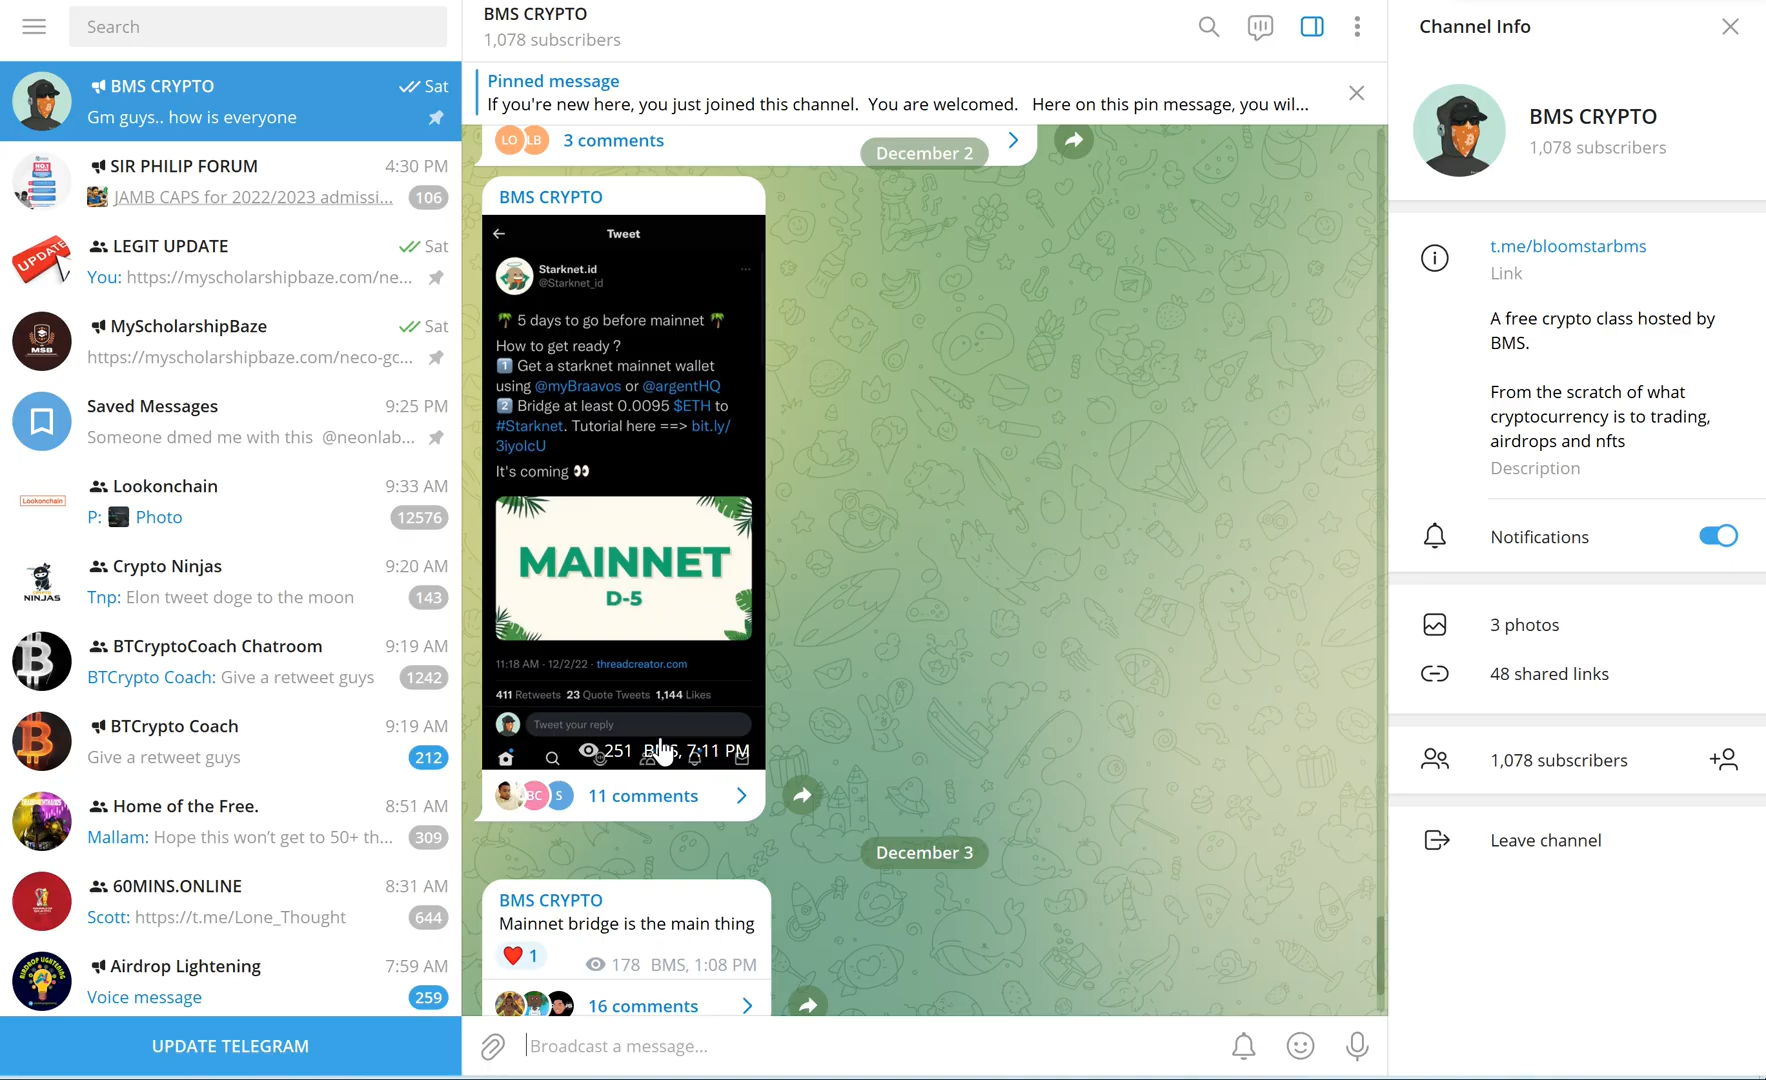 Search
BMS CRYPTO
Sat
Gm guys.. how is everyone
SIR PHILIP FORUM
4:30 PM
JAMB CAPS for 2022/2023 admissi...
106
LEGIT UPDATE
Sat
You: https://myscholarshipbaze.com/ne...
MyScholarshipBaze
Sat
https://myscholarshipbaze.com/neco-gc...
Saved Messages
9:25 PM
Someone dmed me with this @neonlab...
Lookonchain
9:33 AM
P: Photo
12576
Crypto Ninjas
9:20 AM
Tnp: Elon tweet doge to the moon
143
BTCryptoCoach Chatroom
9:19 AM
BTCrypto Coach: Give a retweet guys
1242
BTCrypto Coach
9:19 AM
Give a retweet guys
212
Home of the Free.
8:51 AM
Mallam: Hope this won't get to 50+ th...
309
60MINS.ONLINE
8:31 AM
Scott: https://t.me/Lone_Thought
644
Airdrop Lightening
7:59 AM
Voice message
259
UPDATE TELEGRAM
UPDATE
MSB
Lookonchain
NINJAS
BMS CRYPTO
1,078 subscribers
Pinned message
If you're new here, you just joined this channel. You are welcomed. Here on this pin message, you wil...
LO LB 3 comments
December 2
BMS CRYPTO
Tweet
Starknet.id
@Starknet_id
🌴 5 days to go before mainnet 🌴
How to get ready ?
1️⃣ Get a starknet mainnet wallet
using @myBraavos or @argentHQ
2️⃣ Bridge at least 0.0095 $ETH to
#Starknet. Tutorial here ==> bit.ly/
3iyolcU
It's coming 👀
MAINNET
D-5
11:18 AM · 12/2/22 · threadcreator.com
411 Retweets 23 Quote Tweets 1,144 Likes
Tweet your reply
251 BMS, 7:11 PM
BC S 11 comments
December 3
BMS CRYPTO
Mainnet bridge is the main thing
❤️ 1
178 BMS, 1:08 PM
16 comments
Broadcast a message...
Channel Info
BMS CRYPTO
1,078 subscribers
t.me/bloomstarbms
Link
A free crypto class hosted by
BMS.
From the scratch of what
cryptocurrency is to trading,
airdrops and nfts
Description
Notifications
3 photos
48 shared links
1,078 subscribers
Leave channel